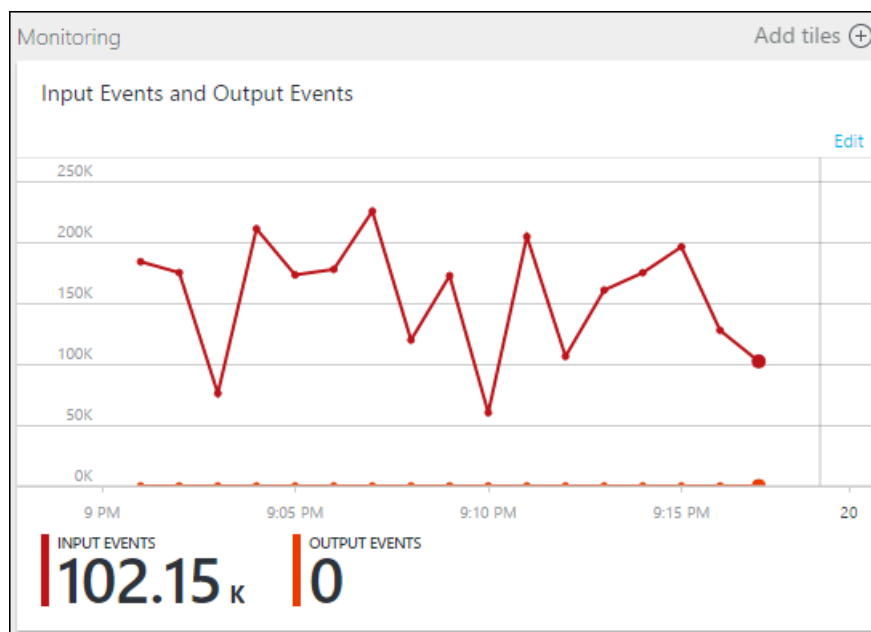 Monitoring
Add tiles
Input Events and Output Events
Edit
250K
200K
150K
100K
50K
0K
9 PM 9:05 PM 9:10 PM 9:15 PM 20
INPUT EVENTS OUTPUT EVENTS
102.15 K 0